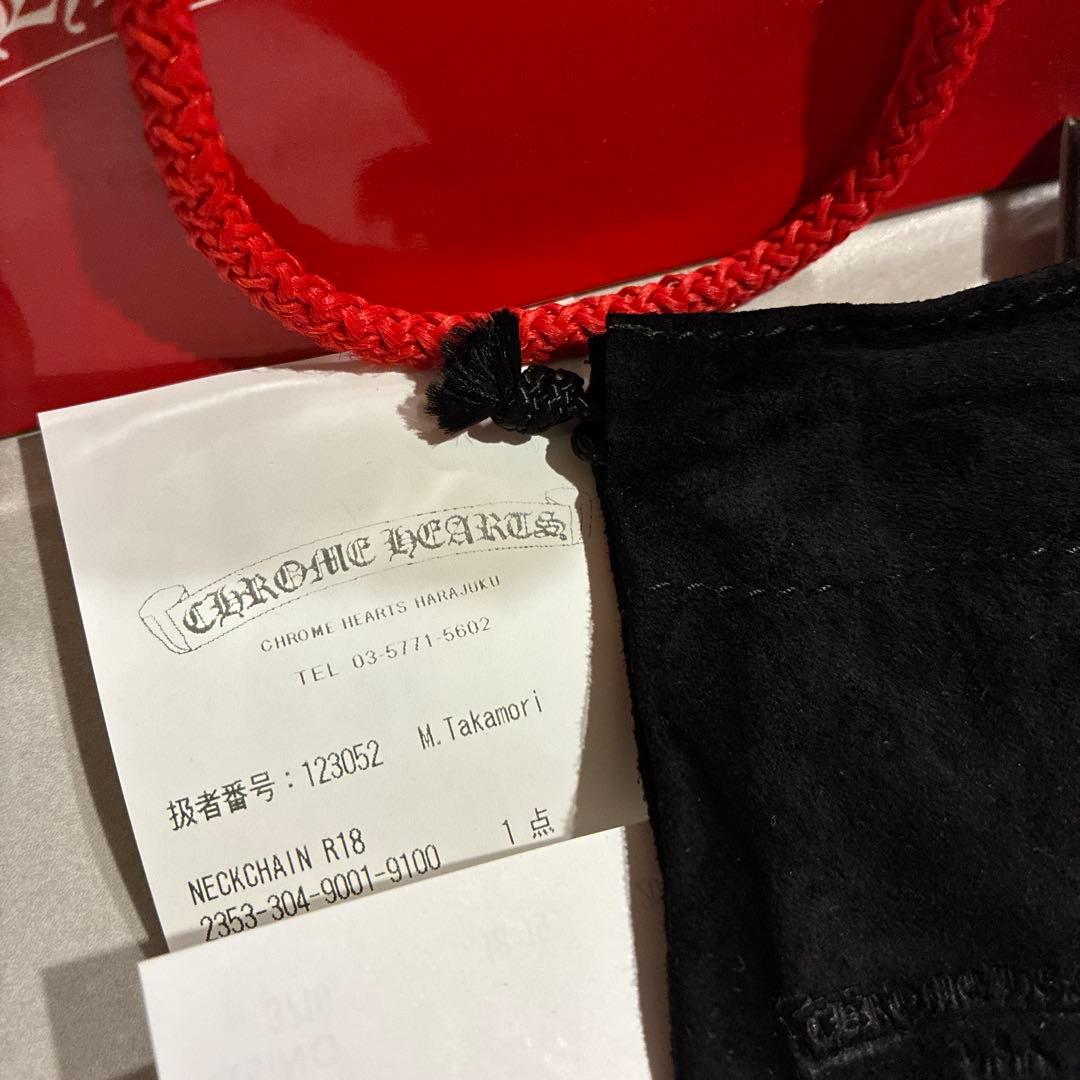 CHROME HEARTS
CHROME HEARTS HARAJUKU
TEL 03-5771-5602
扱者番号:123052 M.Takamori
NECKCHAIN R18 1点
2353-304-9001-9100
CHROME